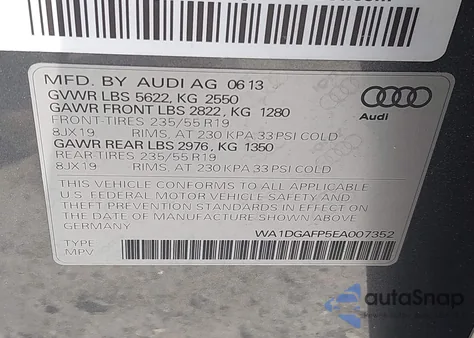 MFD. BY AUDI AG 06 13
GVWR LBS 5622, KG 2550
GAWR FRONT LBS 2822, KG 1280
FRONT-TIRES 235/55 R19
8JX19 RIMS, AT 230 KPA 33 PSI COLD
GAWR REAR LBS 2976, KG 1350
REAR-TIRES 235/55 R19
8JX19 RIMS, AT 230 KPA 33 PSI COLD
THIS VEHICLE CONFORMS TO ALL APPLICABLE
U.S. FEDERAL MOTOR VEHICLE SAFETY- AND
THEFT PREVENTION STANDARDS IN EFFECT ON
THE DATE OF MANUFACTURE SHOWN ABOVE
GERMANY
WA1DGAFP5EA007352
TYPE:
MPV
Audi
autoSnap